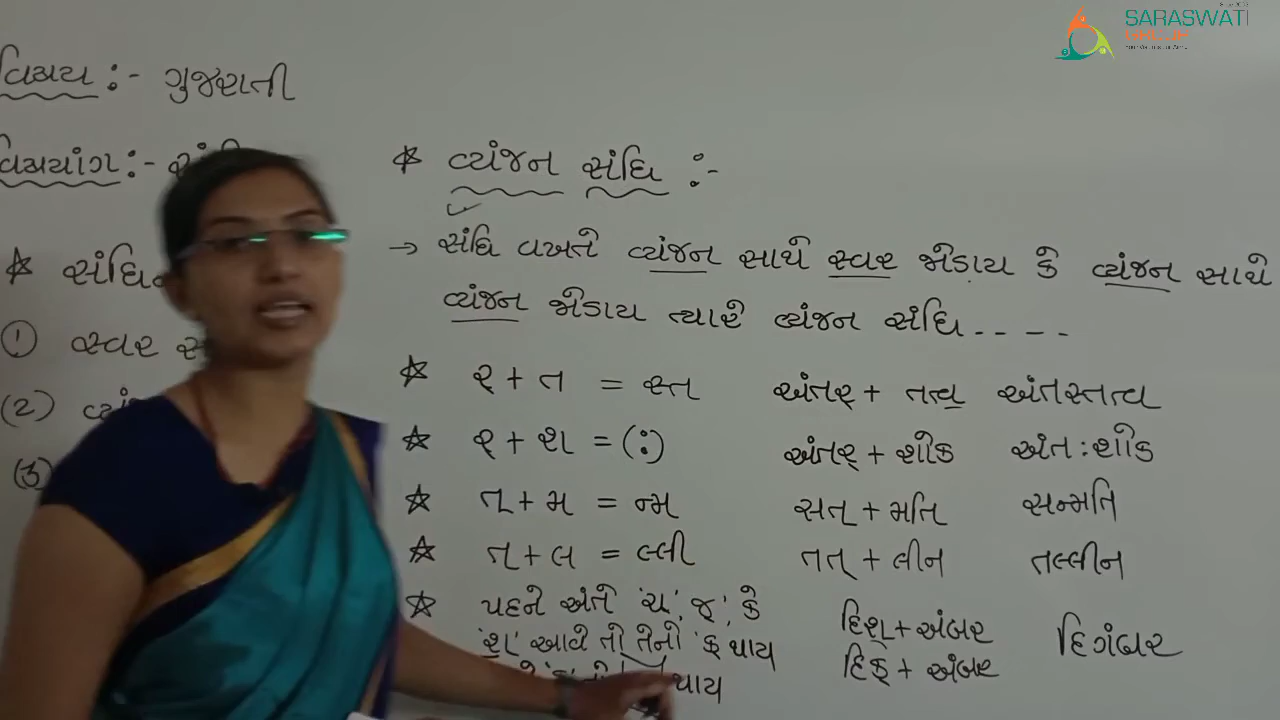 SARASWATI
GROUP
વિષય :- ગુજરાતી
વિષયાંગ :-
* વ્યંજન સંધિ :-
→ સંધિ વખતે વ્યંજન સાથે સ્વર જોડાય કે વ્યંજન સાથે
વ્યંજન જોડાય ત્યારે વ્યંજન સંધિ - - - -
* ર્ + ત = સ્ત અંતર્ + તત્વ અંતસ્તત્વ
* ર્ + શ = (ઃ) અંતર્ + શોક અંતઃશોક
* ત્ + મ = ન્મ સત્ + મતિ સન્મતિ
* ત્ + લ = લ્લી તત્ + લીન તલ્લીન
* પદને અંતે 'ચ', 'જ', કે
'શ' આવે તો તેનો 'ક્ થાય
થાય
દિશ્ + અંબર
દિક્ + અંબર
દિગંબર
*
① સ્વર
(2)
(૩)